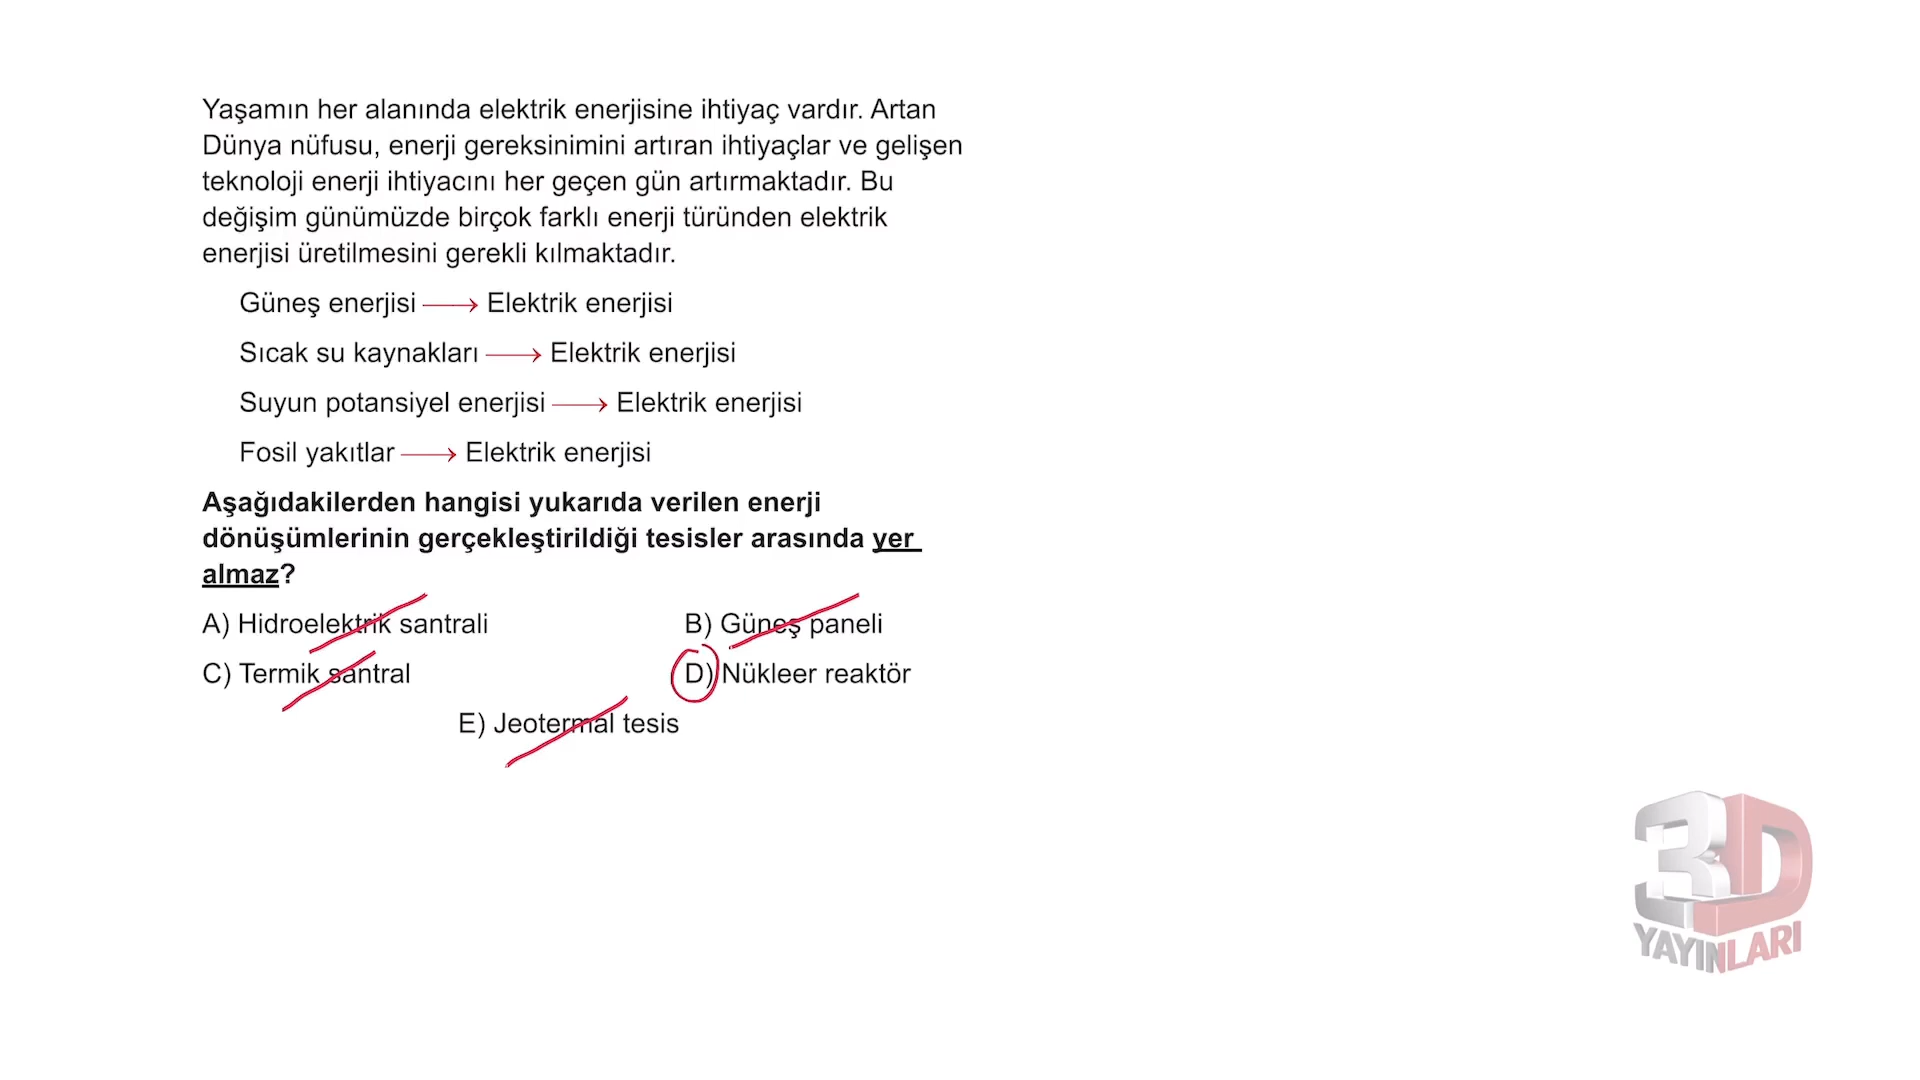 Yaşamın her alanında elektrik enerjisine ihtiyaç vardır. Artan
Dünya nüfusu, enerji gereksinimini artıran ihtiyaçlar ve gelişen
teknoloji enerji ihtiyacını her geçen gün artırmaktadır. Bu
değişim günümüzde birçok farklı enerji türünden elektrik
enerjisi üretilmesini gerekli kılmaktadır.
Güneş enerjisi ⟶ Elektrik enerjisi
Sıcak su kaynakları ⟶ Elektrik enerjisi
Suyun potansiyel enerjisi ⟶ Elektrik enerjisi
Fosil yakıtlar ⟶ Elektrik enerjisi
Aşağıdakilerden hangisi yukarıda verilen enerji
dönüşümlerinin gerçekleştirildiği tesisler arasında yer
almaz?
A) Hidroelektrik santrali B) Güneş paneli
C) Termik santral D) Nükleer reaktör
E) Jeotermal tesis
3D
YAYINLARI